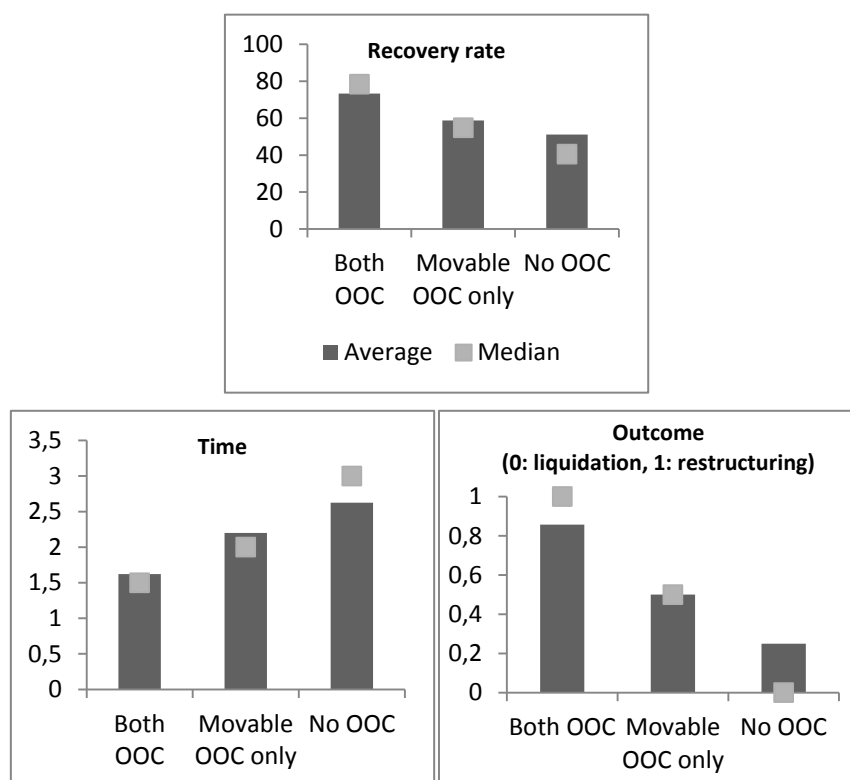 Recovery rate
100
80
60
40
20
0
Both OOC
Movable OOC only
No OOC
Average
Median
Time
3,5
3
2,5
2
1,5
1
0,5
0
Both OOC
Movable OOC only
No OOC
Outcome
(0: liquidation, 1: restructuring)
1
0,8
0,6
0,4
0,2
0
Both OOC
Movable OOC only
No OOC